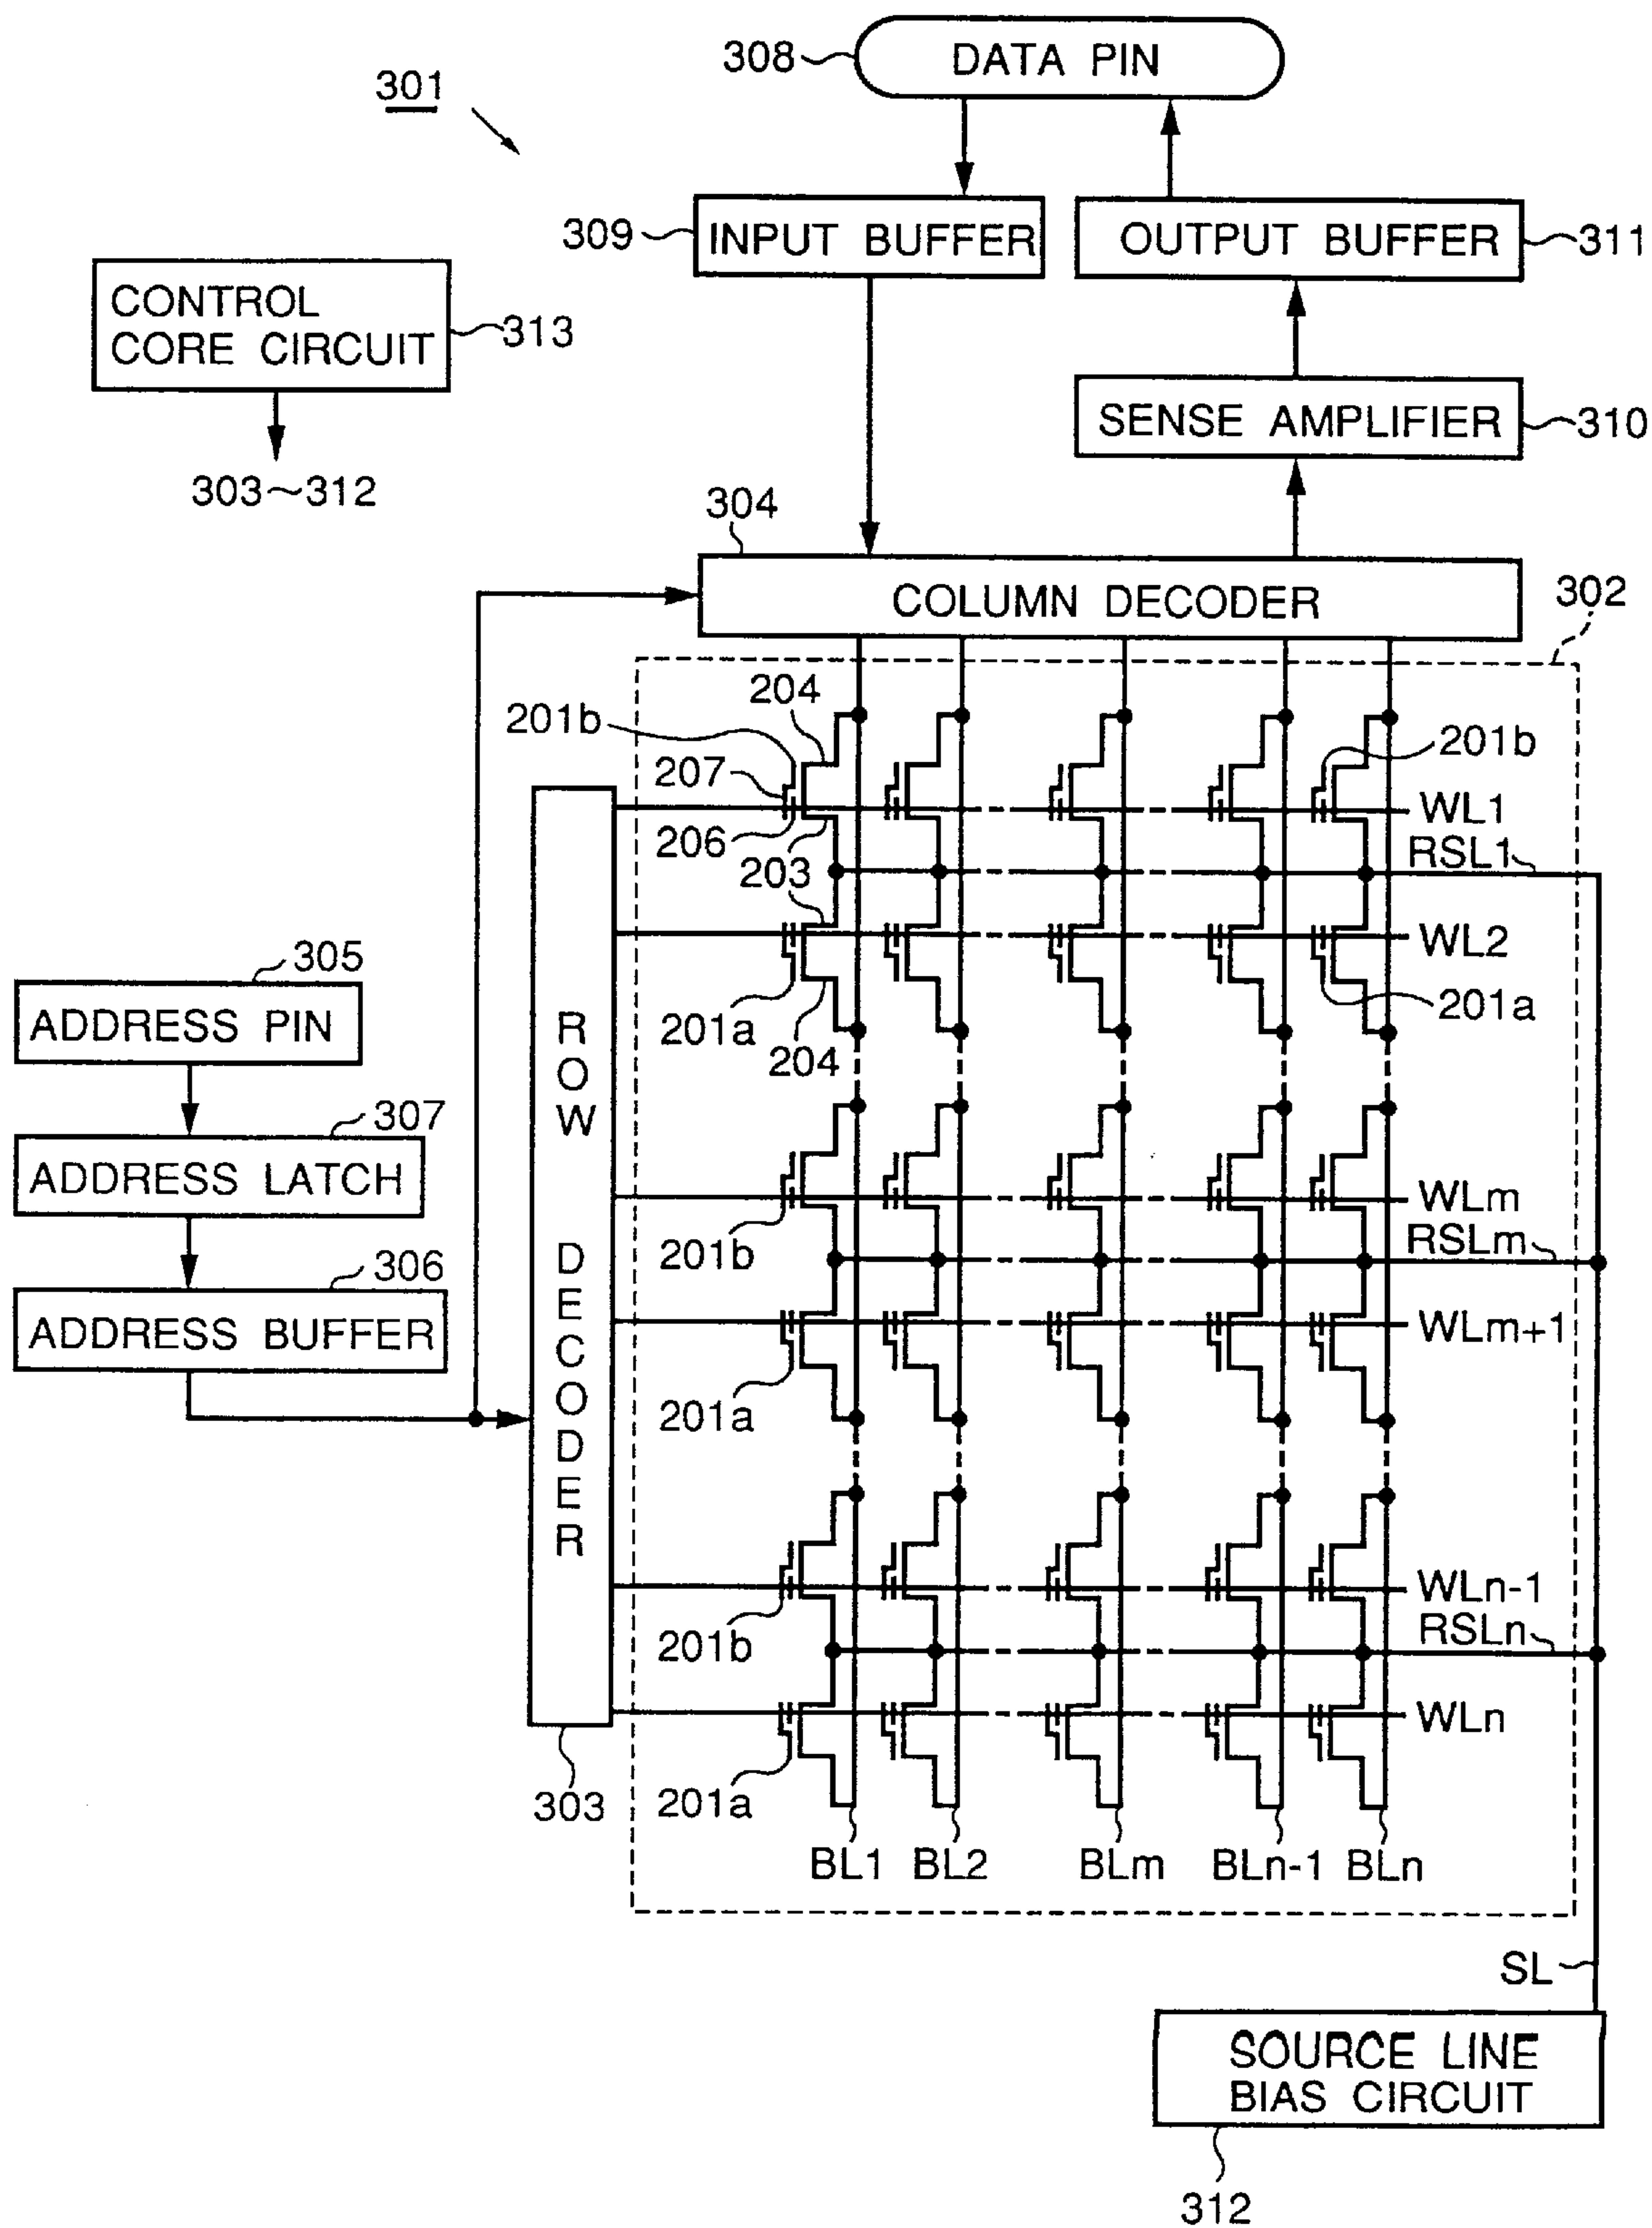 308
DATA PIN
301
309
INPUT BUFFER
OUTPUT BUFFER
311
CONTROL
CORE CIRCUIT
313
303~312
SENSE AMPLIFIER
310
304
COLUMN DECODER
302
204
201b
207
206
203
201b
WL1
RSL1
WL2
201a
201a
204
305
ADDRESS PIN
307
ADDRESS LATCH
306
ADDRESS BUFFER
ROW DECODER
303
201b
WLm
RSLm
WLm+1
201a
201b
WLn-1
RSLn
WLn
201a
BL1
BL2
BLm
BLn-1
BLn
SL
SOURCE LINE
BIAS CIRCUIT
312